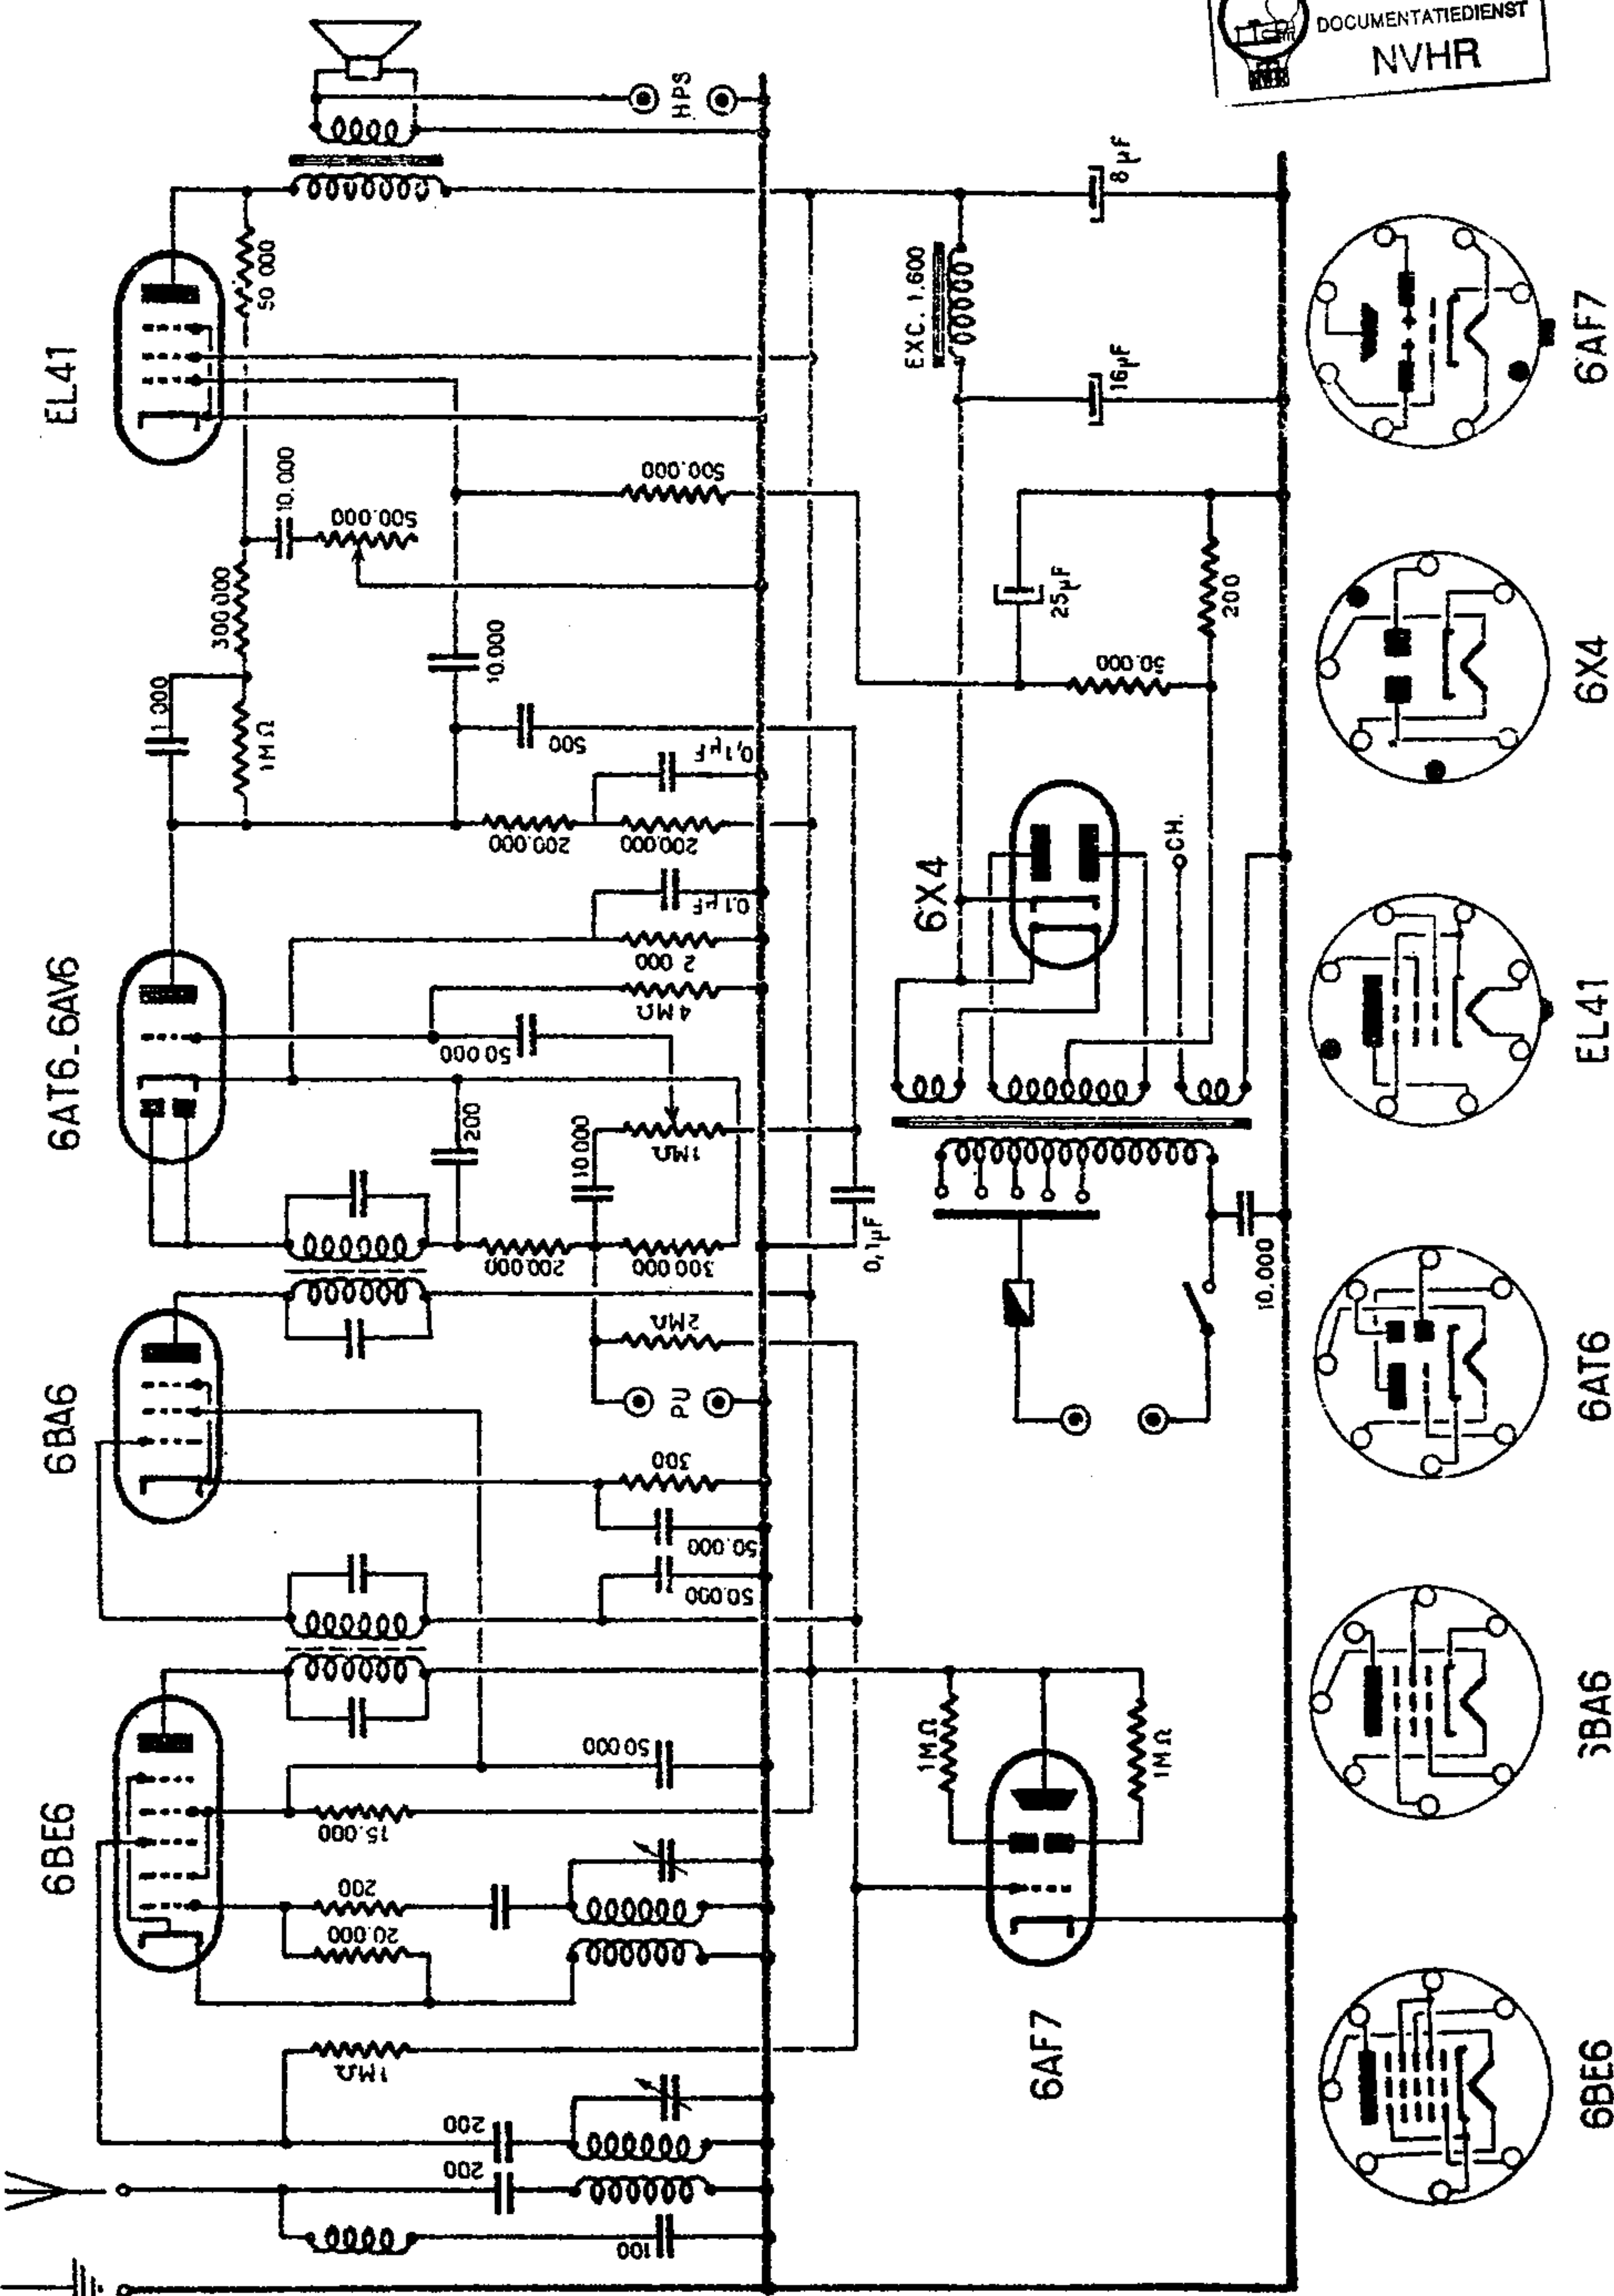 DOCUMENTATIEDIENST
NVHR
6BE6
6BA6
6AT6_6AV6
EL41
100
200
200
1MΩ
20.000
200
15.000
50.000
50.000
50.000
300
PU
2MΩ
200.000
300.000
200
10.000
1MΩ
50.000
4MΩ
2 000
0.1µF
200.000
200.000
0,1µF
1.000
1MΩ
300000
500
10.000
10.000
500.000
500.000
50 000
HPS
0,1µF
6AF7
1MΩ
1MΩ
10.000
6X4
CH.
50.000
25µF
200
EXC. 1.600
16µF
8µF
6BE6
BA6
6AT6
EL41
6X4
6AF7